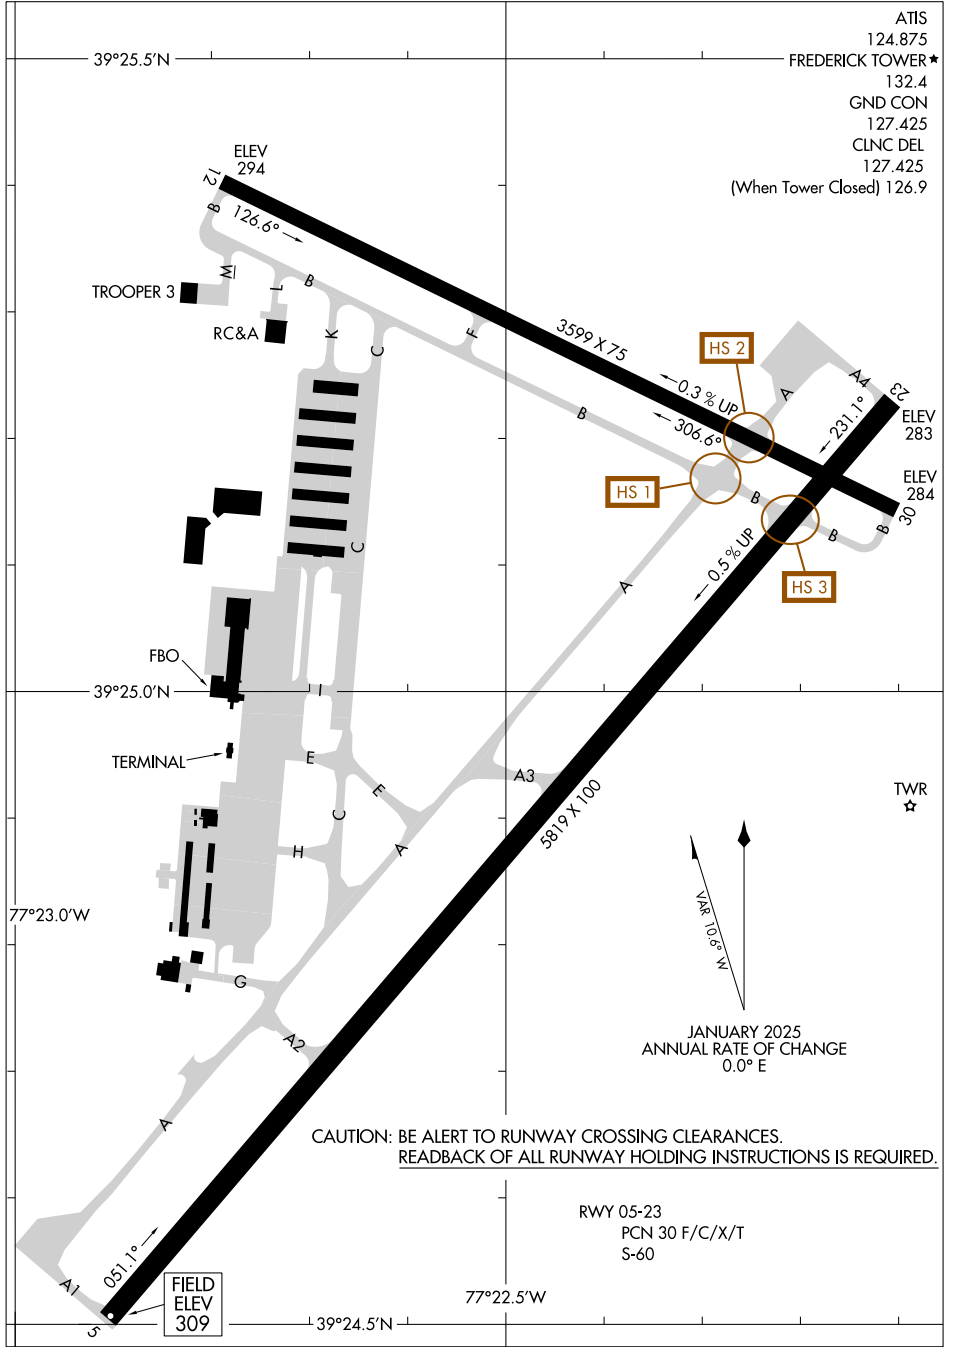 ATIS
124.875
FREDERICK TOWER★
132.4
GND CON
127.425
CLNC DEL
127.425
(When Tower Closed) 126.9
39°25.5'N
ELEV
294
12
B
126.6°
M
L
B
TROOPER 3
RC&A
K
C
F
3599 X 75
HS 2
A
A4
23
0.3 % UP
306.6°
231.1°
ELEV
283
B
HS 1
ELEV
284
30
B
B
B
HS 3
0.5 % UP
C
A
FBO
39°25.0'N
I
TERMINAL
E
E
A3
TWR
C
5819 X 100
H
A
VAR 10.6° W
77°23.0'W
G
A2
JANUARY 2025
ANNUAL RATE OF CHANGE
0.0° E
A
CAUTION: BE ALERT TO RUNWAY CROSSING CLEARANCES.
READBACK OF ALL RUNWAY HOLDING INSTRUCTIONS IS REQUIRED.
RWY 05-23
PCN 30 F/C/X/T
S-60
051.1°
A1
FIELD
ELEV
309
5
77°22.5'W
39°24.5'N